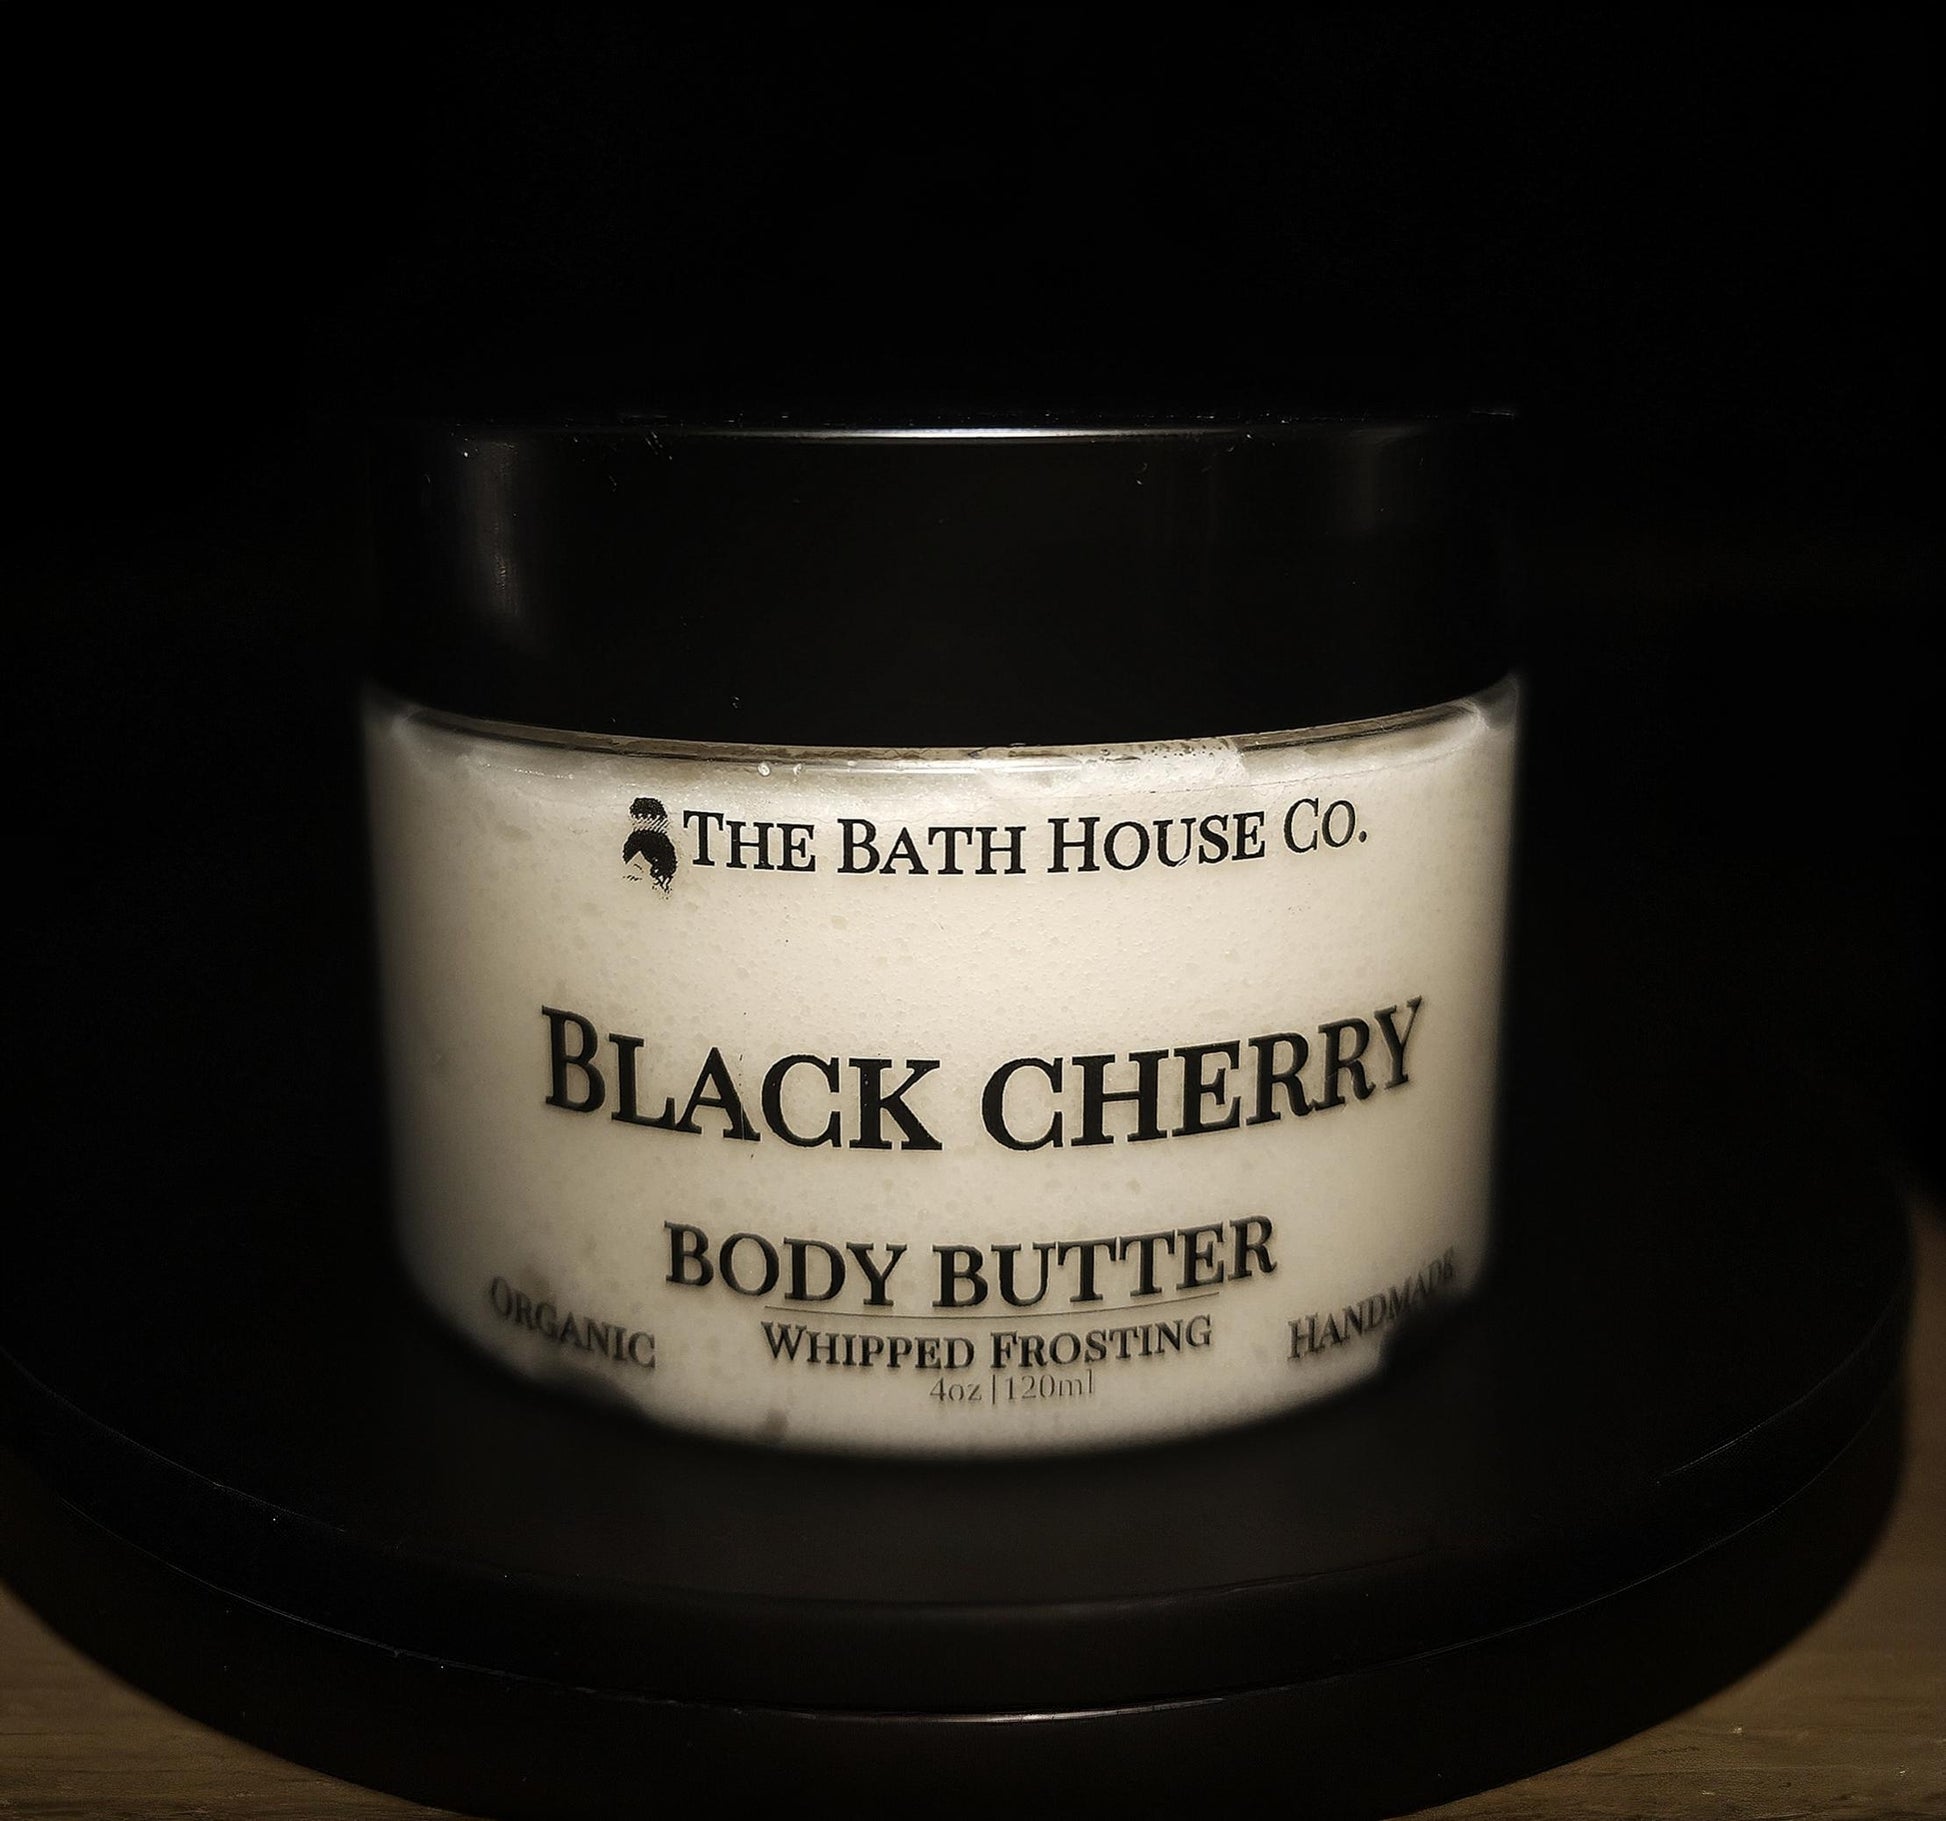 The Bath House Co.
Black Cherry
Body Butter
Organic
Whipped Frosting
Handmade
4oz|120ml